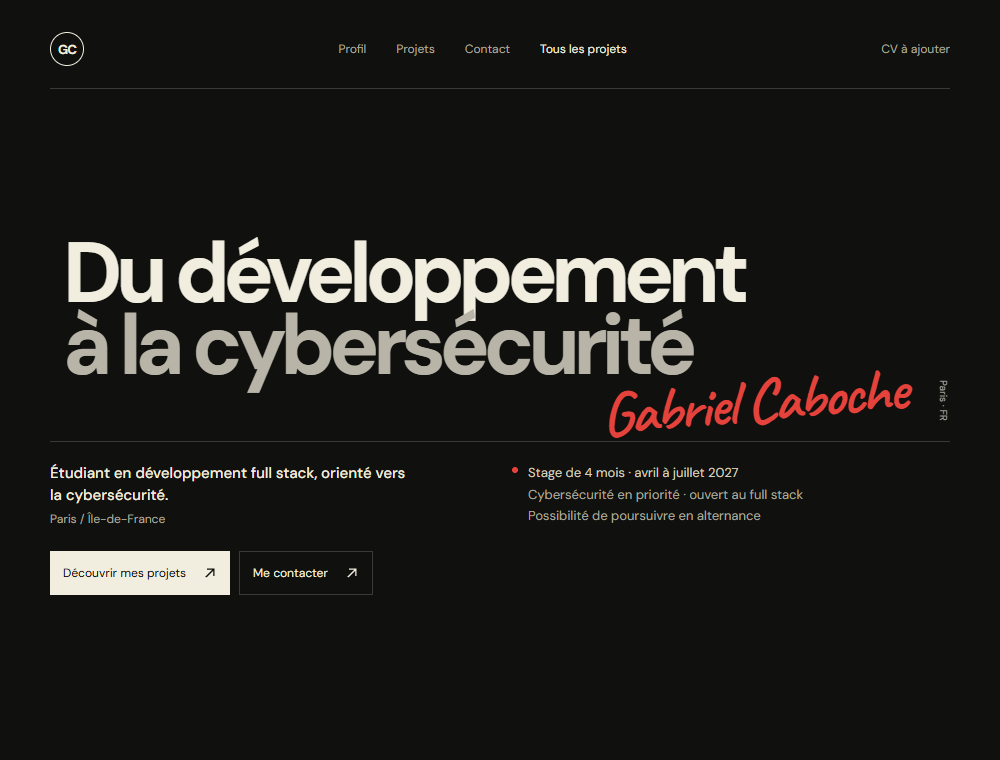 GC
Profil
Projets
Contact
Tous les projets
CV à ajouter
Du développement
à la cybersécurité
Gabriel Caboche
Paris · FR
Étudiant en développement full stack, orienté vers
la cybersécurité.
Paris / Île-de-France
Stage de 4 mois · avril à juillet 2027
Cybersécurité en priorité · ouvert au full stack
Possibilité de poursuivre en alternance
Découvrir mes projets
Me contacter